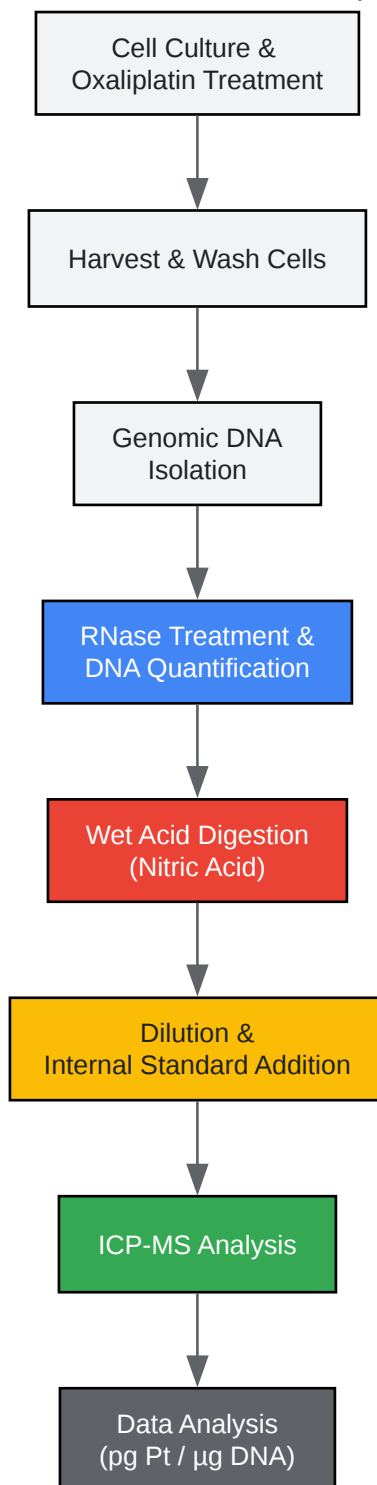 Cell Culture &
Oxaliplatin Treatment
Harvest & Wash Cells
Genomic DNA
Isolation
RNase Treatment &
DNA Quantification
Wet Acid Digestion
(Nitric Acid)
Dilution &
Internal Standard Addition
ICP-MS Analysis
Data Analysis
(pg Pt / µg DNA)